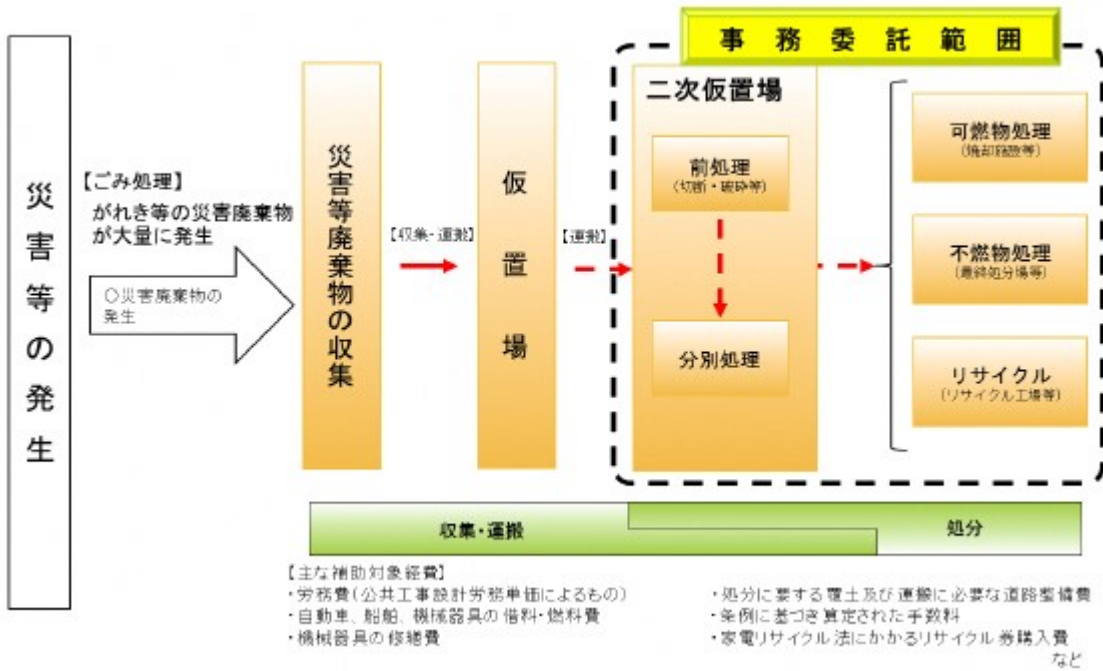 事務委託範囲
災害等の発生
【ごみ処理】
がれき等の災害廃棄物
が大量に発生
○災害廃棄物の
発生
災害等廃棄物の収集
【収集・運搬】
仮置場
【運搬】
二次仮置場
前処理
(切断・破砕等)
分別処理
可燃物処理
(焼却施設等)
不燃物処理
(最終処分場等)
リサイクル
(リサイクル工場等)
収集・運搬
処分
【主な補助対象経費】
・労務費(公共工事設計労務単価によるもの)
・自動車、船舶、機械器具の借料・燃料費
・機械器具の修繕費
・処分に要する覆土及び運搬に必要な道路整備費
・条例に基づき算定された手数料
・家電リサイクル法にかかるリサイクル券購入費
など